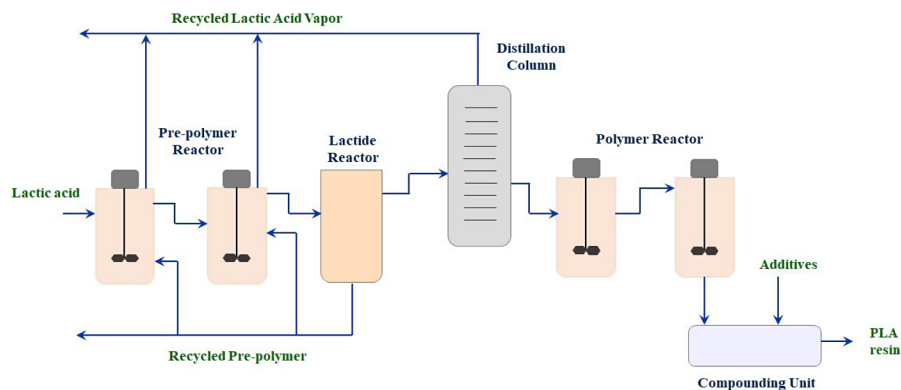 Recycled Lactic Acid Vapor
Distillation
Column
Pre-polymer
Reactor
Lactide
Reactor
Polymer Reactor
Lactic acid
Additives
PLA
resin
Recycled Pre-polymer
Compounding Unit